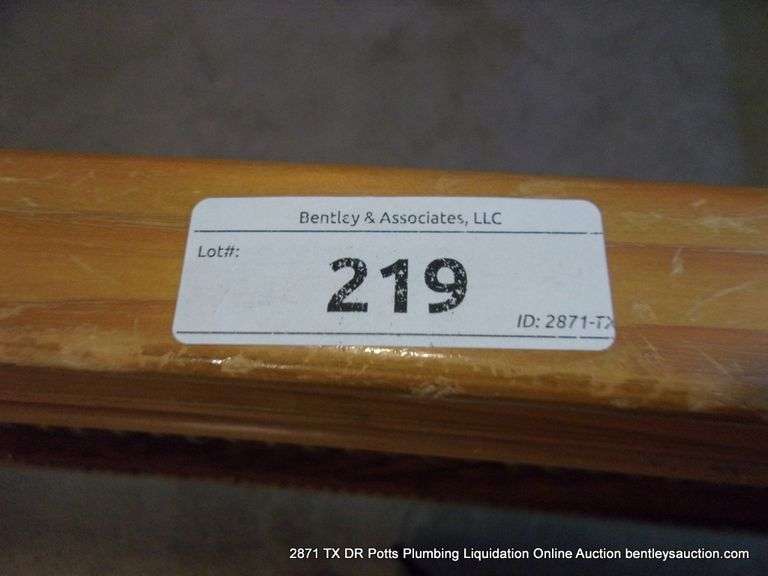 Bentley & Associates, LLC
Lot#:
219
ID: 2871-TX
2871 TX DR Potts Plumbing Liquidation Online Auction bentleysauction.com